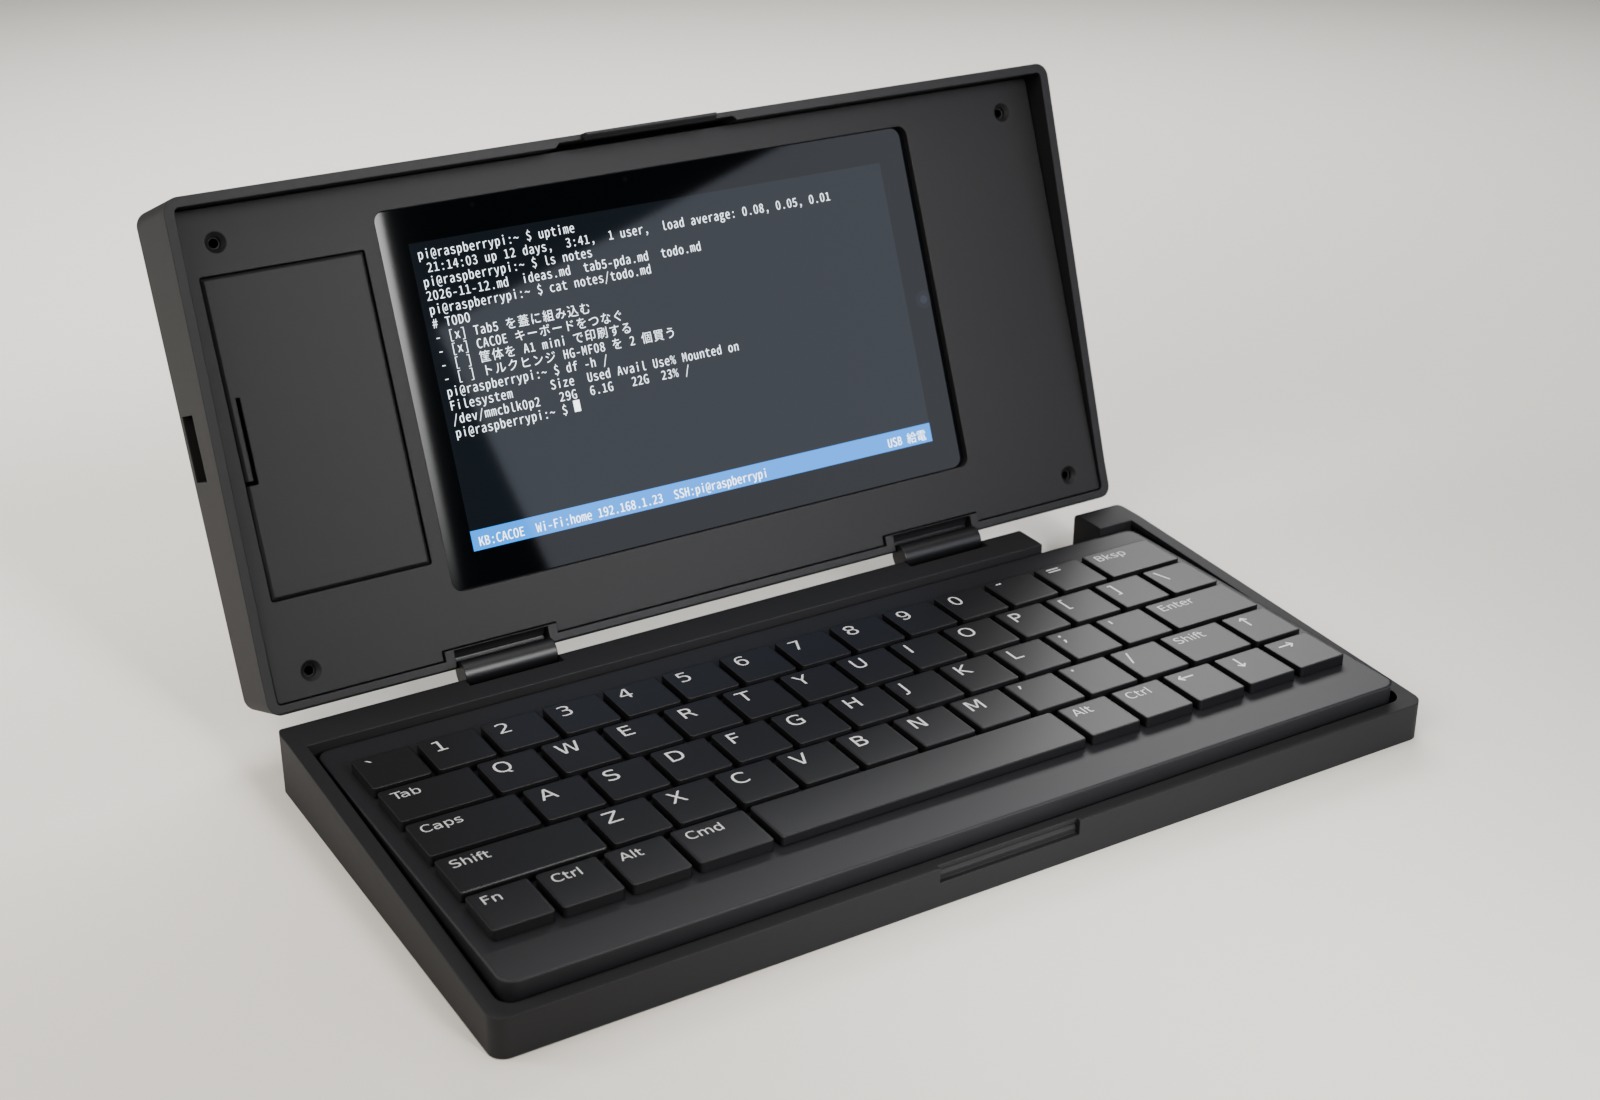 pi@raspberrypi:~ $ uptime
21:14:03 up 12 days,  3:41,  1 user,  load average: 0.08, 0.05, 0.01
pi@raspberrypi:~ $ ls notes
2026-11-12.md  ideas.md  tab5-pda.md  todo.md
pi@raspberrypi:~ $ cat notes/todo.md
# TODO
- [x] Tab5 を蓋に組み込む
- [x] CACOE キーボードをつなぐ
- [ ] 筐体を A1 mini で印刷する
- [ ] トルクヒンジ HG-MF08 を 2 個買う
pi@raspberrypi:~ $ df -h /
Filesystem      Size  Used Avail Use% Mounted on
/dev/mmcblk0p2   29G  6.1G   22G  23% /
pi@raspberrypi:~ $
KB:CACOE  Wi-Fi:home 192.168.1.23  SSH:pi@raspberrypi  USB 給電
` 1 2 3 4 5 6 7 8 9 0 - = Bksp
Tab Q W E R T Y U I O P [ ] \
Caps A S D F G H J K L ; ' Enter
Shift Z X C V B N M , . / Shift ↑
Fn Ctrl Alt Cmd Alt Ctrl ← ↓ →